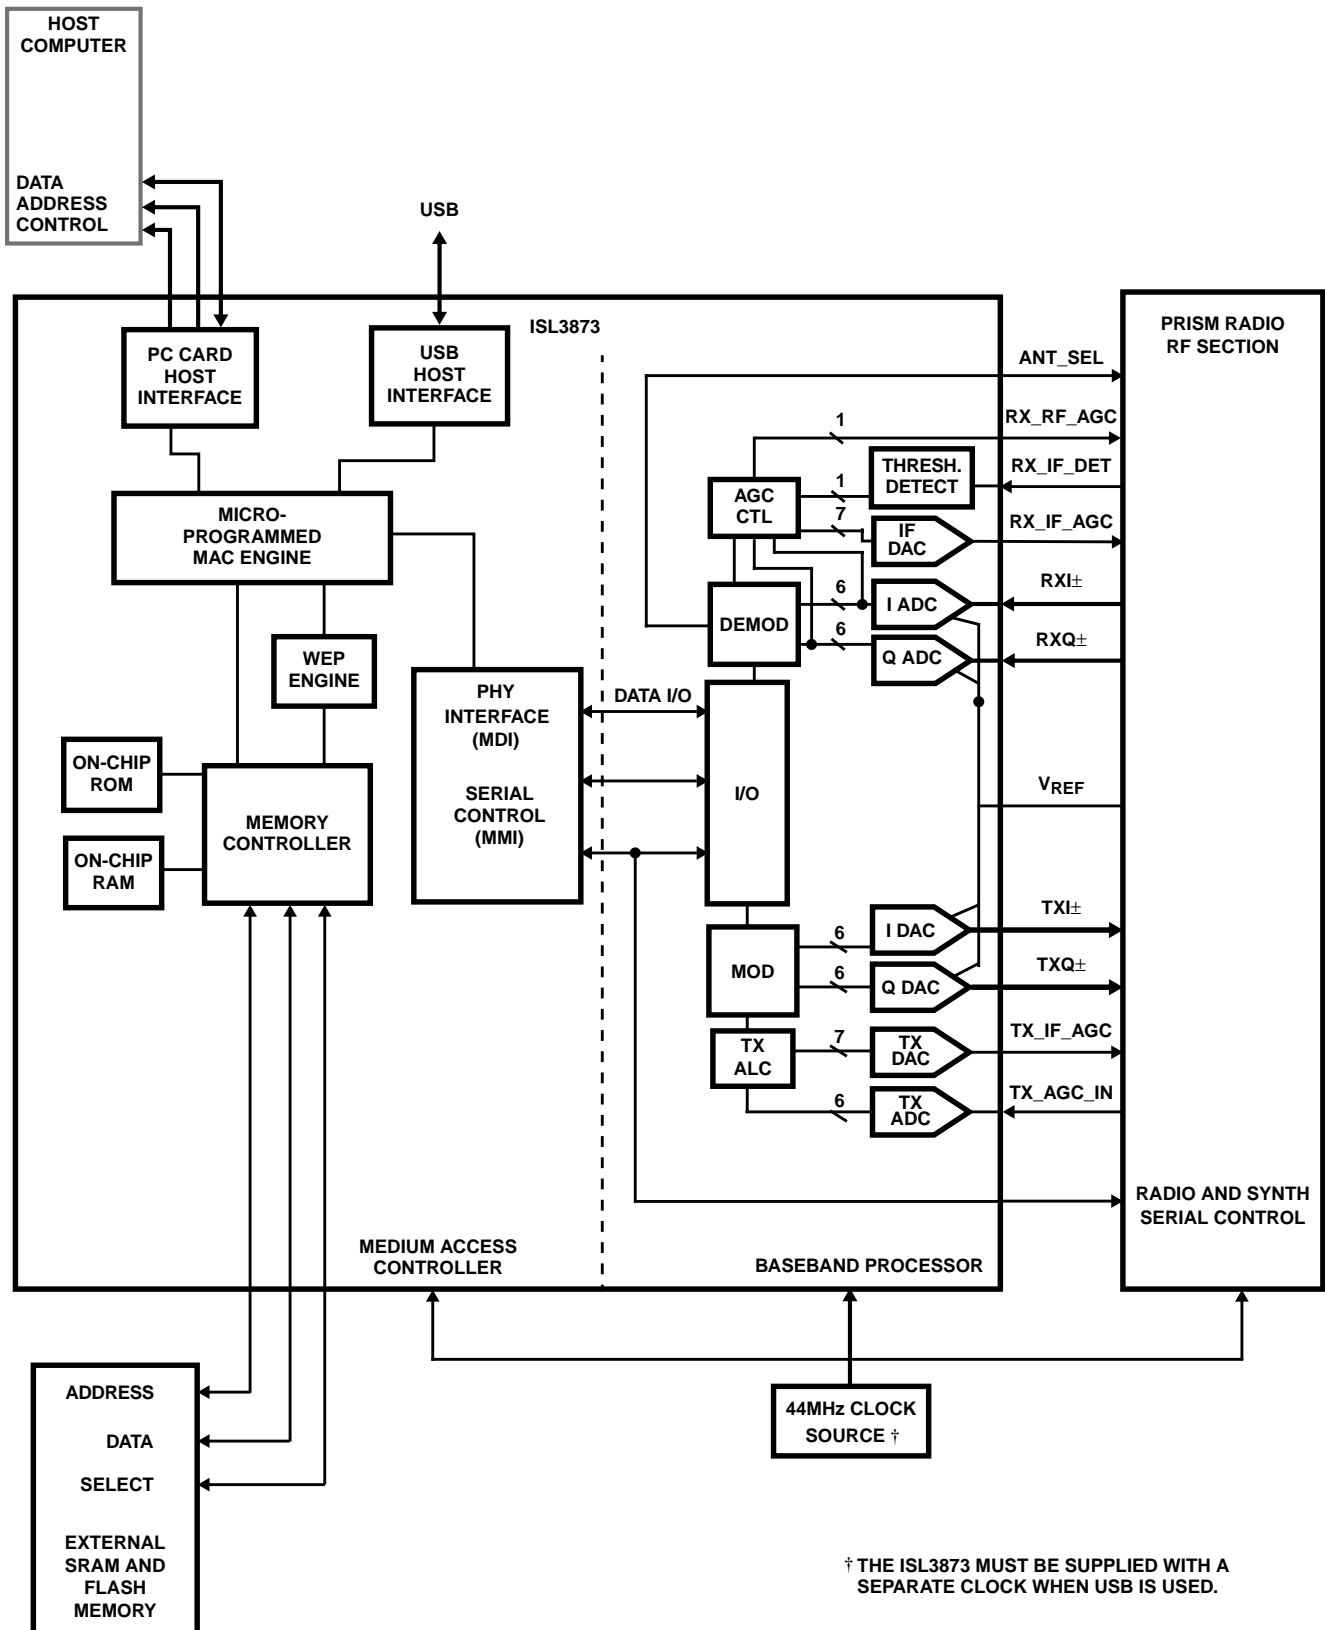 HOST
COMPUTER
DATA
ADDRESS
CONTROL
USB
ISL3873
PC CARD
HOST
INTERFACE
USB
HOST
INTERFACE
MICRO-
PROGRAMMED
MAC ENGINE
WEP
ENGINE
ON-CHIP
ROM
ON-CHIP
RAM
MEMORY
CONTROLLER
PHY
INTERFACE
(MDI)
SERIAL
CONTROL
(MMI)
DATA I/O
I/O
AGC
CTL
DEMOD
MOD
TX
ALC
1
1
7
6
6
6
6
7
6
THRESH.
DETECT
IF
DAC
I ADC
Q ADC
I DAC
Q DAC
TX
DAC
TX
ADC
ANT_SEL
RX_RF_AGC
RX_IF_DET
RX_IF_AGC
RXI±
RXQ±
VREF
TXI±
TXQ±
TX_IF_AGC
TX_AGC_IN
PRISM RADIO
RF SECTION
RADIO AND SYNTH
SERIAL CONTROL
MEDIUM ACCESS
CONTROLLER
BASEBAND PROCESSOR
44MHz CLOCK
SOURCE †
ADDRESS
DATA
SELECT
EXTERNAL
SRAM AND
FLASH
MEMORY
† THE ISL3873 MUST BE SUPPLIED WITH A
SEPARATE CLOCK WHEN USB IS USED.